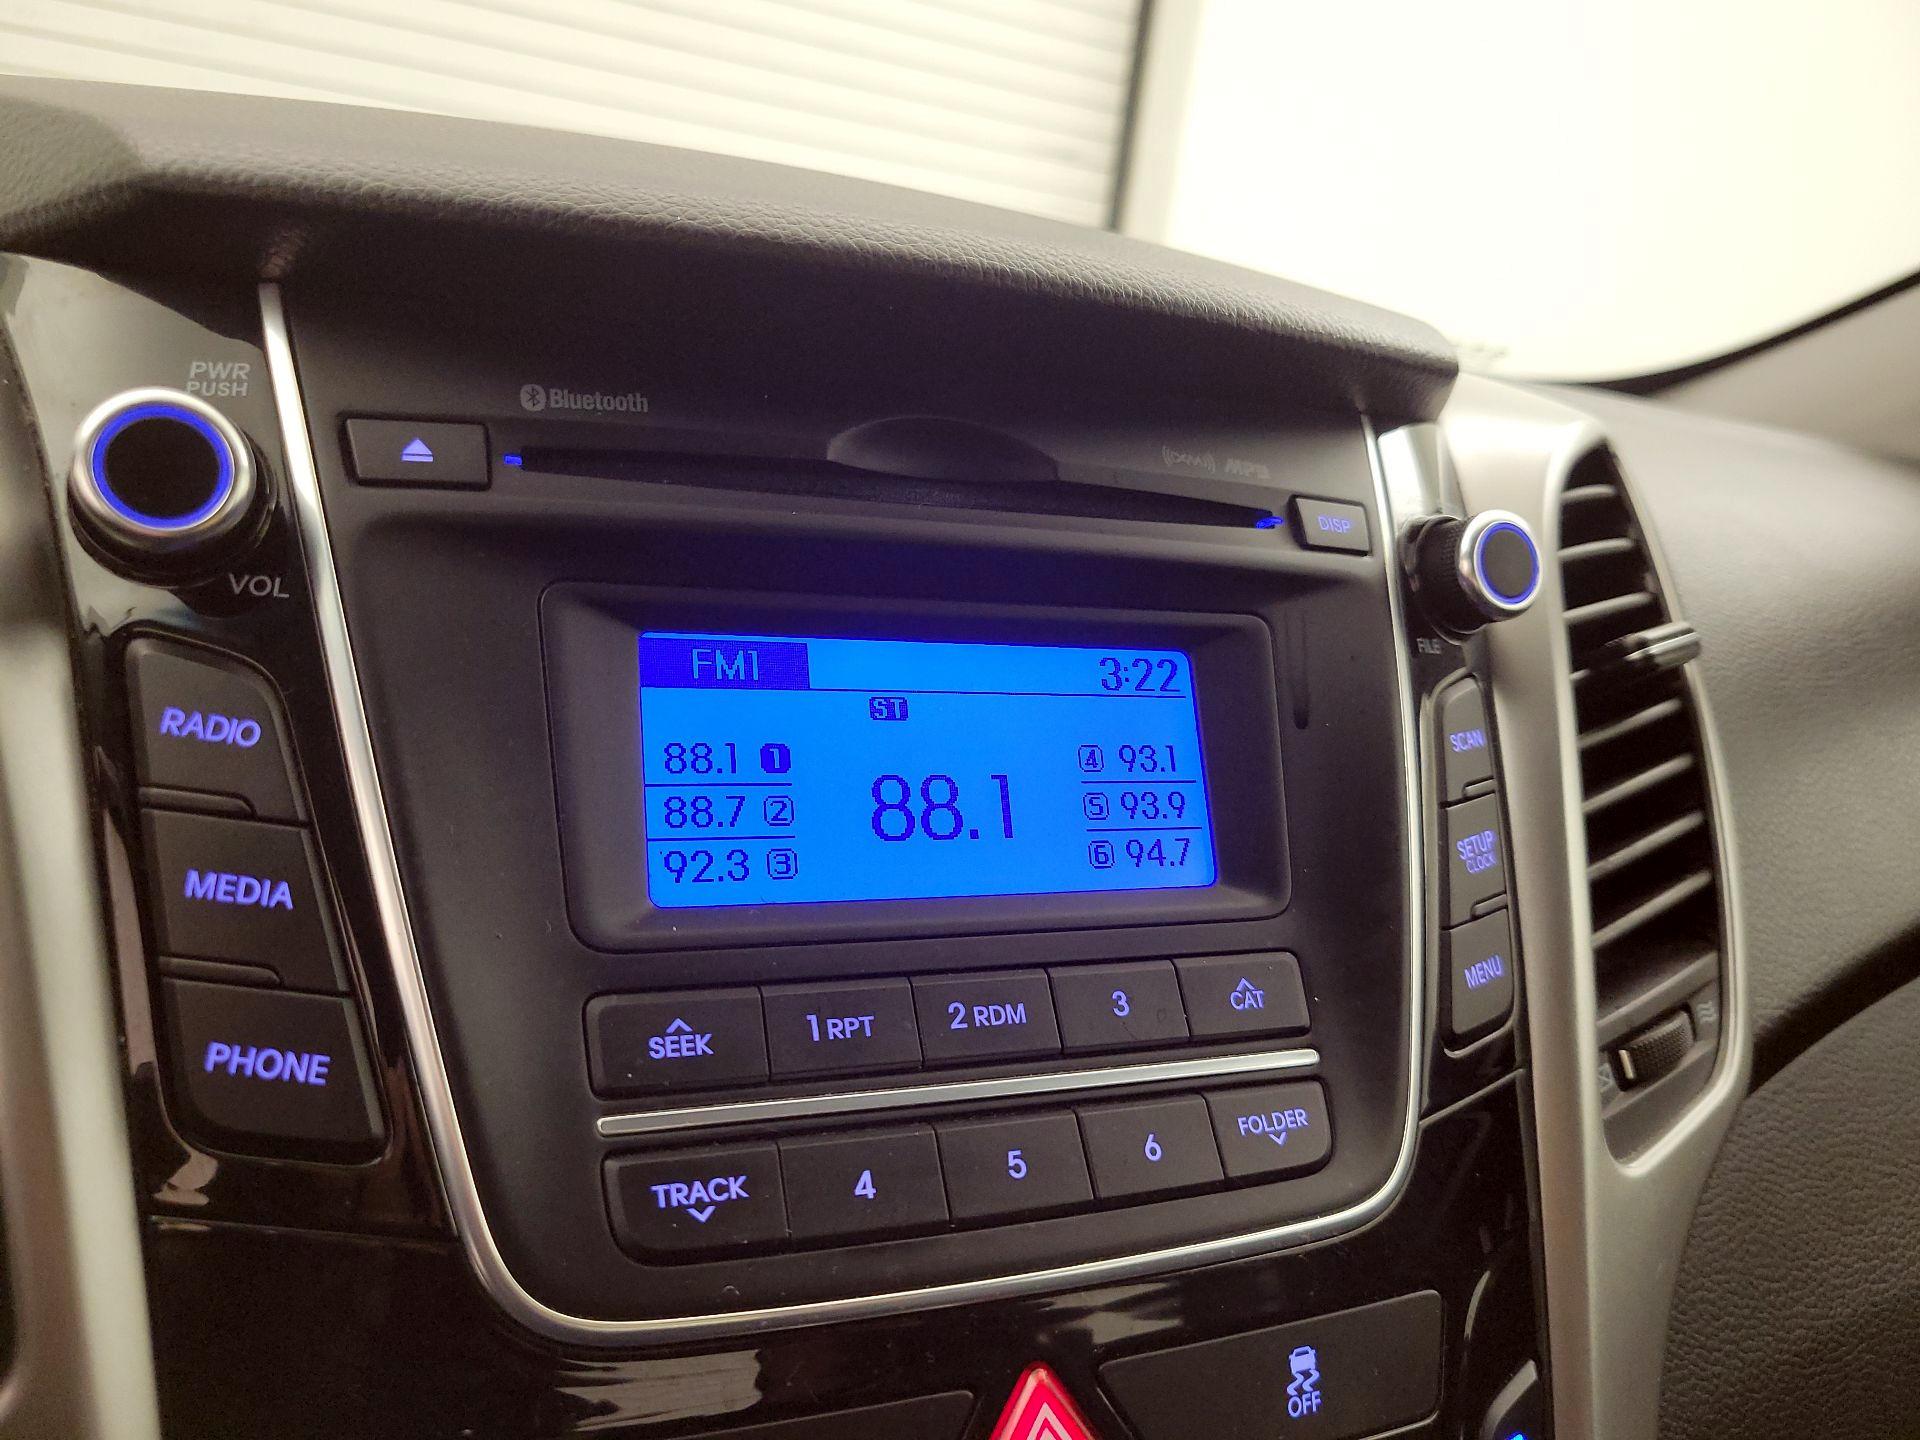 PWR
PUSH
VOL
Bluetooth
((XM)) MP3
DISP
FILE
RADIO
MEDIA
PHONE
FM1 3:22
ST
88.1 1
88.7 2
92.3 3
88.1
4 93.1
5 93.9
6 94.7
SCAN
SETUP
CLOCK
MENU
SEEK
1 RPT
2 RDM
3
CAT
TRACK
4
5
6
FOLDER
OFF